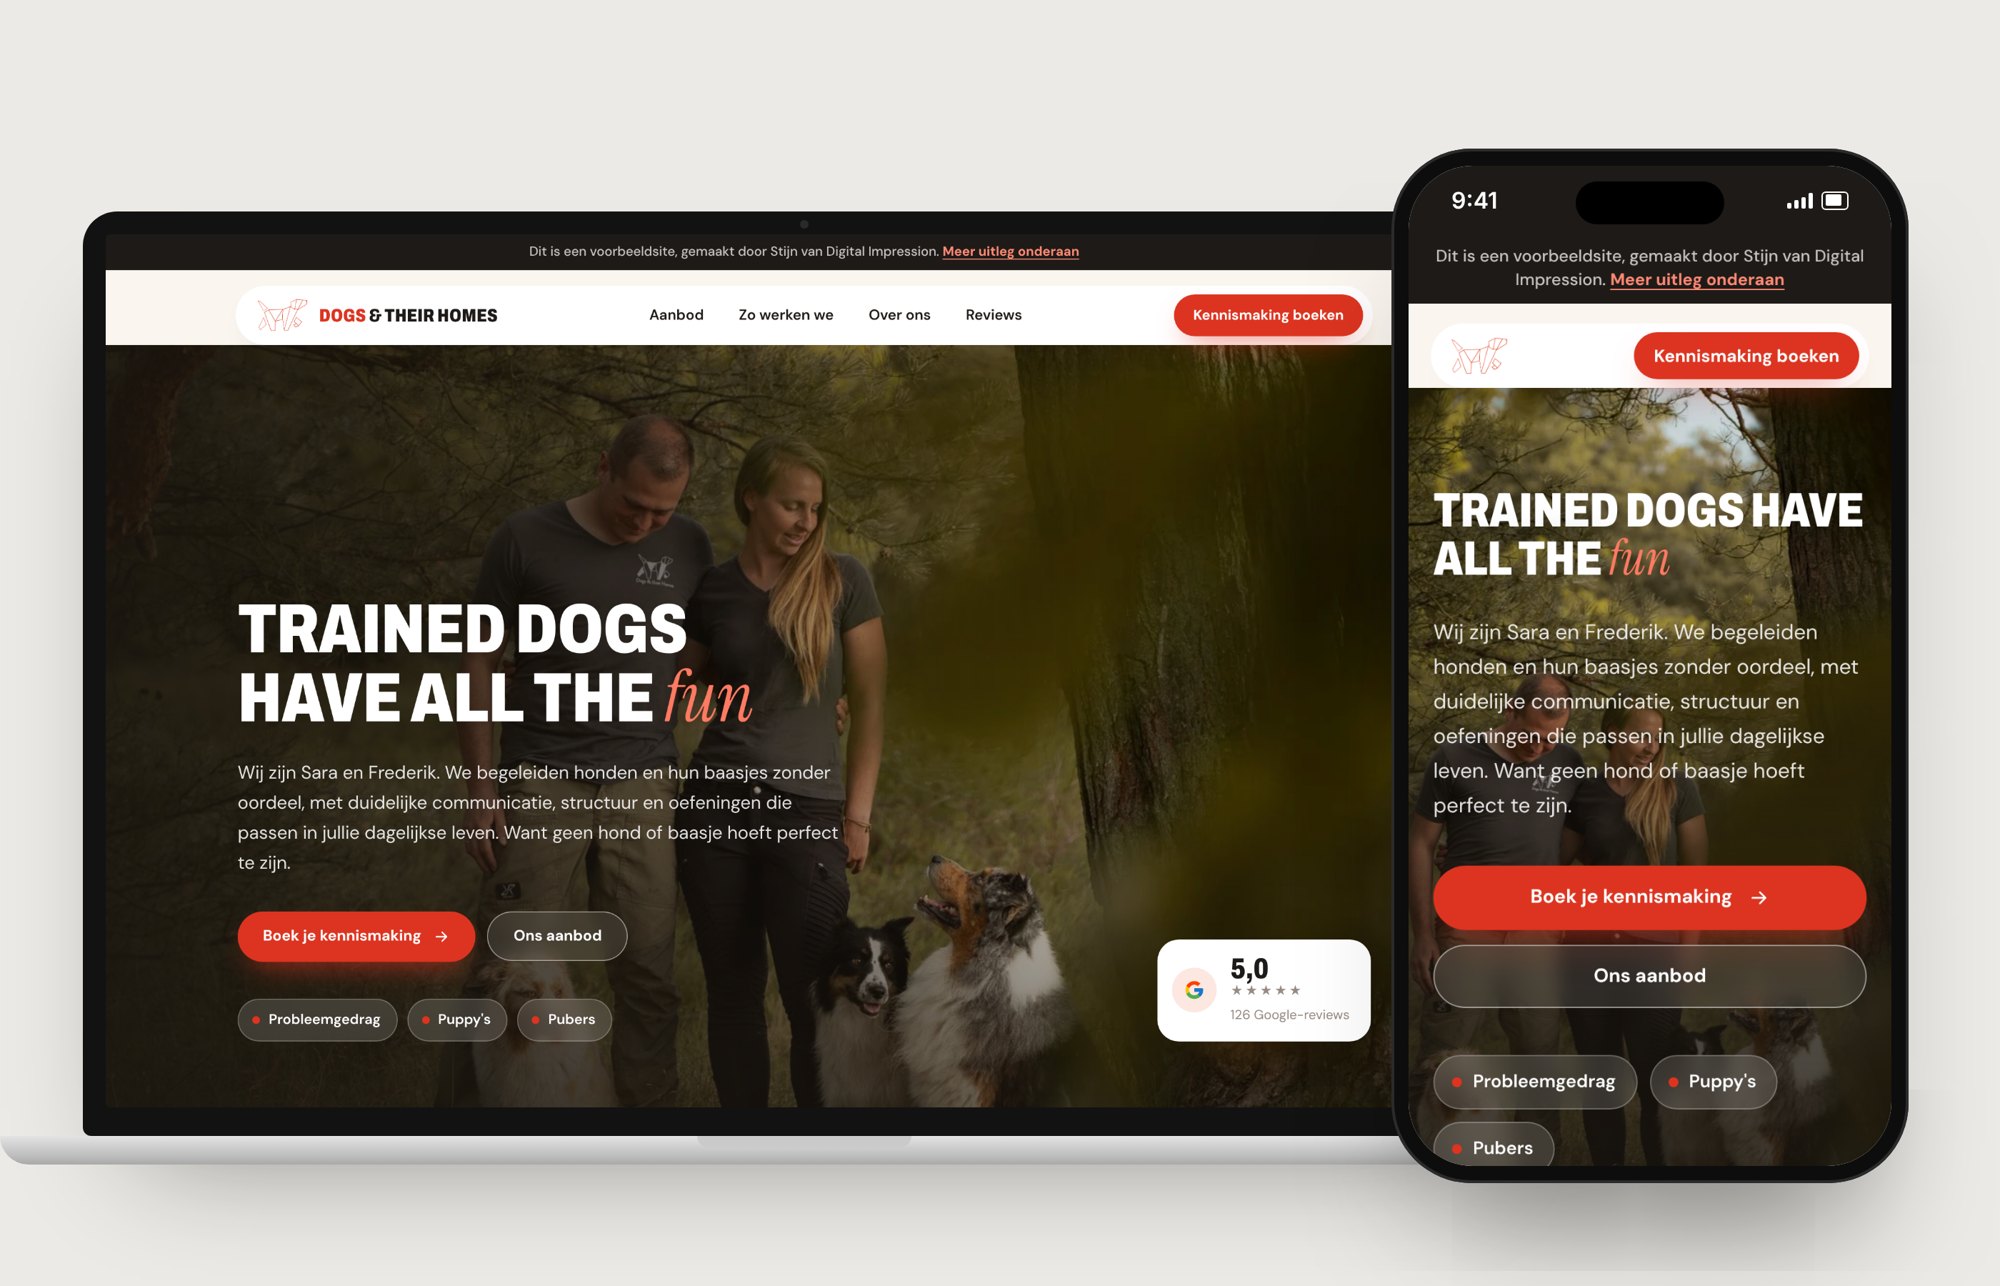 Dit is een voorbeeldsite, gemaakt door Stijn van Digital Impression. Meer uitleg onderaan
DOGS & THEIR HOMES
Aanbod
Zo werken we
Over ons
Reviews
Kennismaking boeken
TRAINED DOGS
HAVE ALL THE fun
Wij zijn Sara en Frederik. We begeleiden honden en hun baasjes zonder
oordeel, met duidelijke communicatie, structuur en oefeningen die
passen in jullie dagelijkse leven. Want geen hond of baasje hoeft perfect
te zijn.
Boek je kennismaking →
Ons aanbod
Probleemgedrag
Puppy's
Pubers
5,0
★★★★★
126 Google-reviews
9:41
Dit is een voorbeeldsite, gemaakt door Stijn van Digital
Impression. Meer uitleg onderaan
Kennismaking boeken
TRAINED DOGS HAVE
ALL THE fun
Wij zijn Sara en Frederik. We begeleiden
honden en hun baasjes zonder oordeel, met
duidelijke communicatie, structuur en
oefeningen die passen in jullie dagelijkse
leven. Want geen hond of baasje hoeft
perfect te zijn.
Boek je kennismaking →
Ons aanbod
Probleemgedrag
Puppy's
Pubers